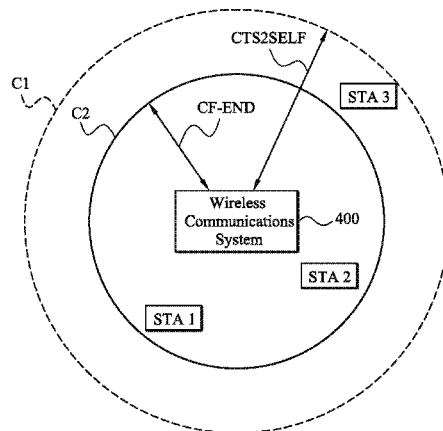 CTS2SELF
C1
STA 3
C2
CF-END
Wireless
Communications
System
400
STA 2
STA 1